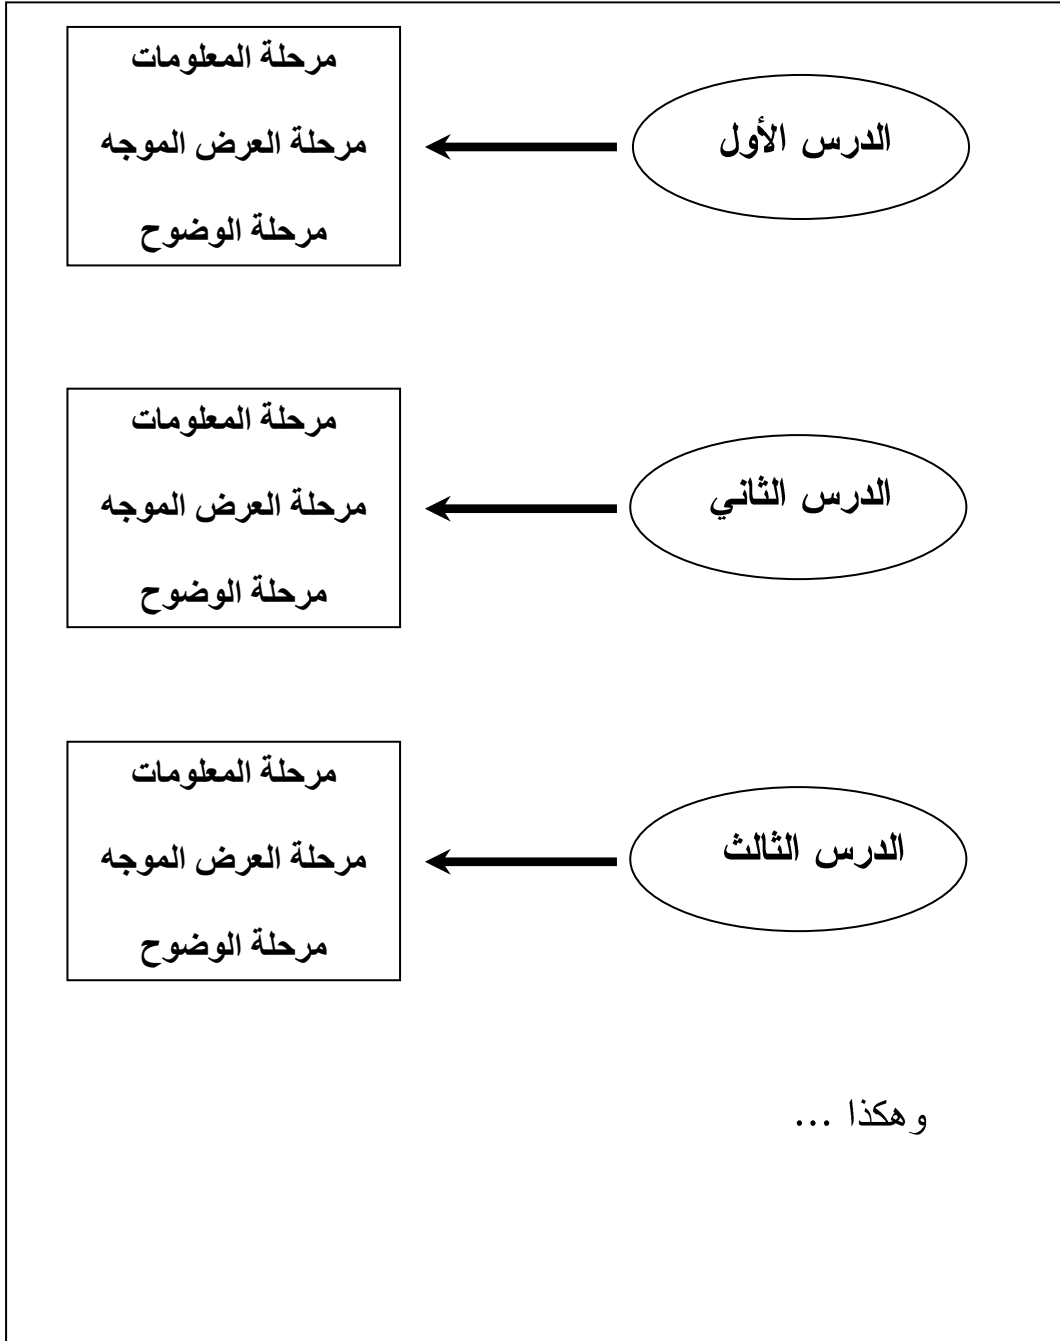 الدرس الأول
مرحلة المعلومات
مرحلة العرض الموجه
مرحلة الوضوح
الدرس الثاني
مرحلة المعلومات
مرحلة العرض الموجه
مرحلة الوضوح
الدرس الثالث
مرحلة المعلومات
مرحلة العرض الموجه
مرحلة الوضوح
وهكذا ...